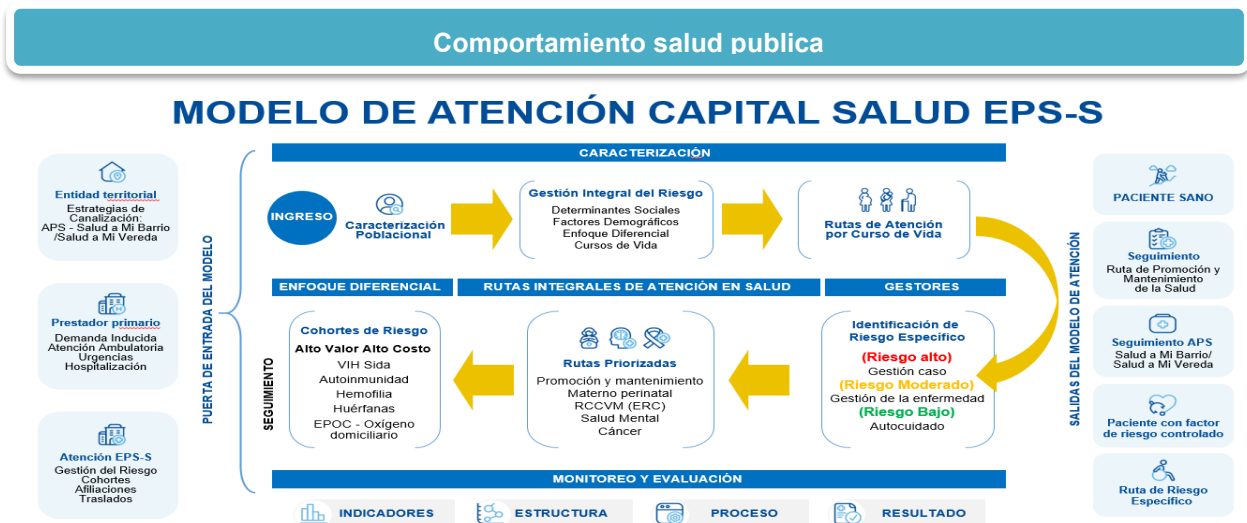 Comportamiento salud publica
MODELO DE ATENCIÓN CAPITAL SALUD EPS-S
Entidad territorial
Estrategias de
Canalización:
APS - Salud a Mi Barrio
/Salud a Mi Vereda
Prestador primario
Demanda Inducida
Atención Ambulatoria
Urgencias
Hospitalización
Atención EPS-S
Gestión del Riesgo
Cohortes
Afiliaciones
Traslados
PUERTA DE ENTRADA DEL MODELO
CARACTERIZACIÓN
INGRESO
Caracterización
Poblacional
Gestión Integral del Riesgo
Determinantes Sociales
Factores Demográficos
Enfoque Diferencial
Cursos de Vida
Rutas de Atención
por Curso de Vida
ENFOQUE DIFERENCIAL
RUTAS INTEGRALES DE ATENCIÓN EN SALUD
GESTORES
SEGUIMIENTO
Cohortes de Riesgo
Alto Valor Alto Costo
VIH Sida
Autoinmunidad
Hemofilia
Huérfanas
EPOC - Oxígeno
domiciliario
Rutas Priorizadas
Promoción y mantenimiento
Materno perinatal
RCCVM (ERC)
Salud Mental
Cáncer
Identificación de
Riesgo Específico
(Riesgo alto)
Gestión caso
(Riesgo Moderado)
Gestión de la enfermedad
(Riesgo Bajo)
Autocuidado
MONITOREO Y EVALUACIÓN
INDICADORES
ESTRUCTURA
PROCESO
RESULTADO
SALIDAS DEL MODELO DE ATENCIÓN
PACIENTE SANO
Seguimiento
Ruta de Promoción y
Mantenimiento
de la Salud
Seguimiento APS
Salud a Mi Barrio/
Salud a Mi Vereda
Paciente con factor
de riesgo controlado
Ruta de Riesgo
Específico